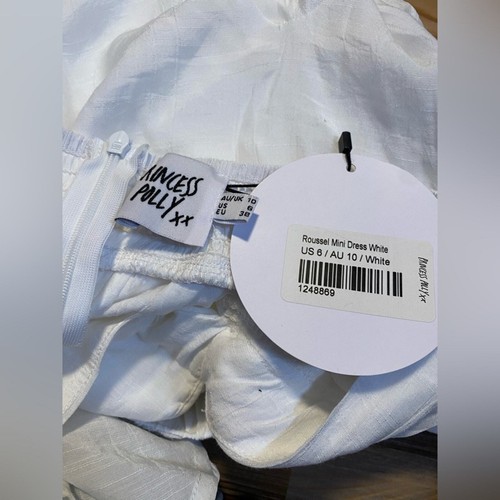 PRINCESS
POLLY xx
AU/UK 10
US 6
EU 38
Roussel Mini Dress White
US 6 / AU 10 / White
1248869
PRINCESS POLLY xx